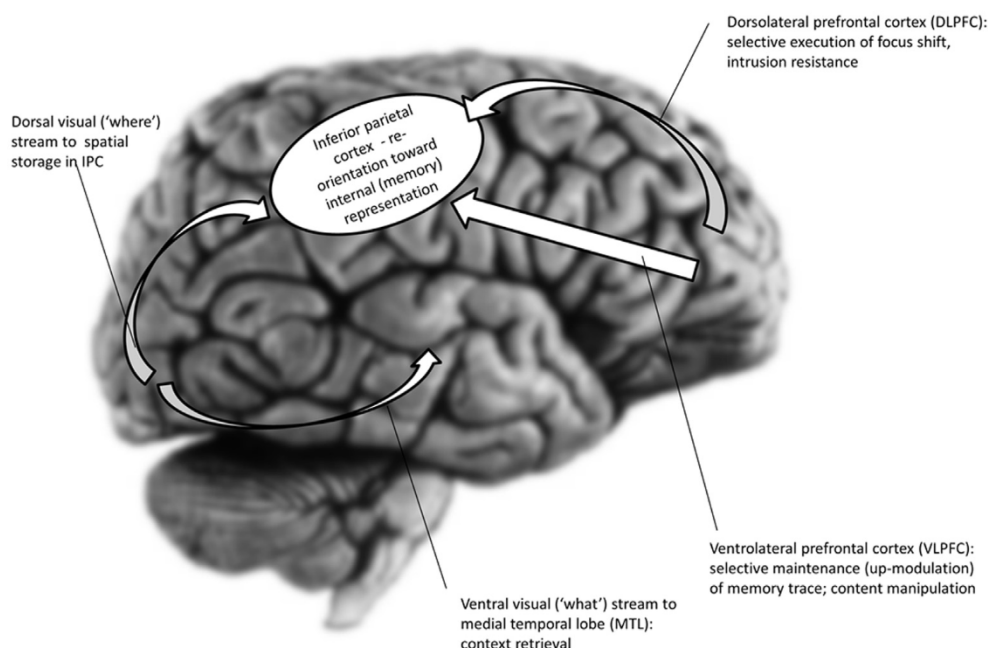 Dorsolateral prefrontal cortex (DLPFC):
selective execution of focus shift,
intrusion resistance
Dorsal visual (‘where’)
stream to  spatial
storage in IPC
Inferior parietal
cortex  - re-
orientation toward
internal (memory)
representation
Ventrolateral prefrontal cortex (VLPFC):
selective maintenance (up-modulation)
of memory trace; content manipulation
Ventral visual (‘what’) stream to
medial temporal lobe (MTL):
context retrieval